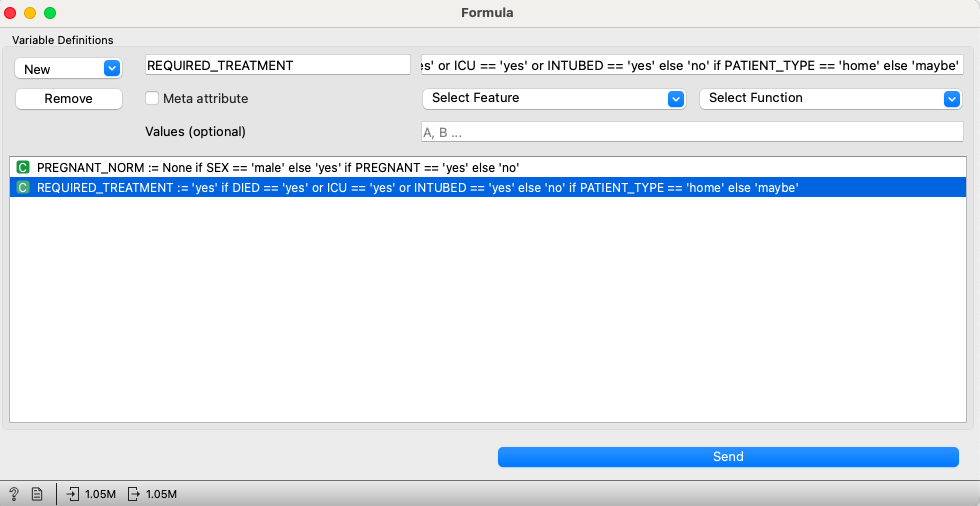 Formula
Variable Definitions
New REQUIRED_TREATMENT es' or ICU == 'yes' or INTUBED == 'yes' else 'no' if PATIENT_TYPE == 'home' else 'maybe'
Remove Meta attribute Select Feature Select Function
Values (optional) A, B ...
C PREGNANT_NORM := None if SEX == 'male' else 'yes' if PREGNANT == 'yes' else 'no'
C REQUIRED_TREATMENT := 'yes' if DIED == 'yes' or ICU == 'yes' or INTUBED == 'yes' else 'no' if PATIENT_TYPE == 'home' else 'maybe'
Send
? 1.05M 1.05M